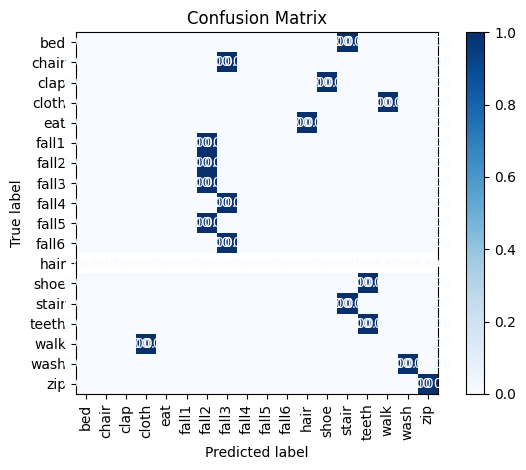 Confusion Matrix
True label
bed
chair
clap
cloth
eat
fall1
fall2
fall3
fall4
fall5
fall6
hair
shoe
stair
teeth
walk
wash
zip
bed
chair
clap
cloth
eat
fall1
fall2
fall3
fall4
fall5
fall6
hair
shoe
stair
teeth
walk
wash
zip
Predicted label
1.0
0.8
0.6
0.4
0.2
0.0